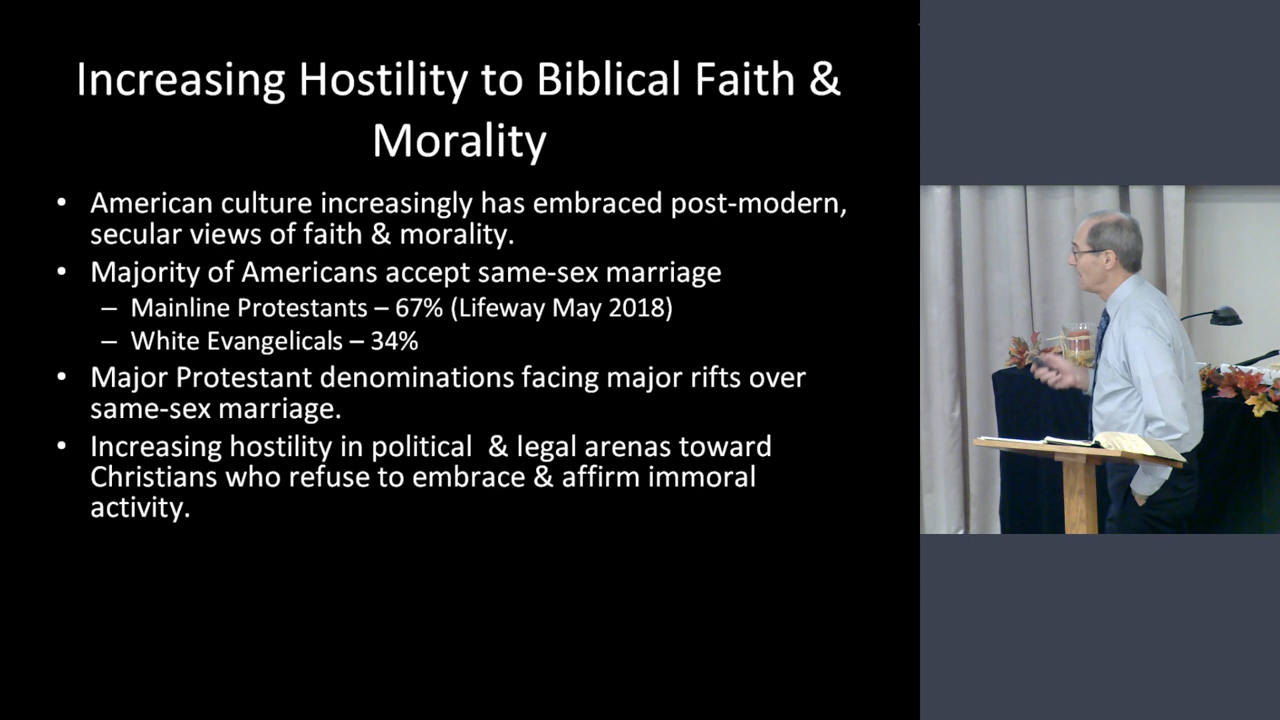 Increasing Hostility to Biblical Faith &
Morality
• American culture increasingly has embraced post-modern,
secular views of faith & morality.
• Majority of Americans accept same-sex marriage
– Mainline Protestants – 67% (Lifeway May 2018)
– White Evangelicals – 34%
• Major Protestant denominations facing major rifts over
same-sex marriage.
• Increasing hostility in political  & legal arenas toward
Christians who refuse to embrace & affirm immoral
activity.